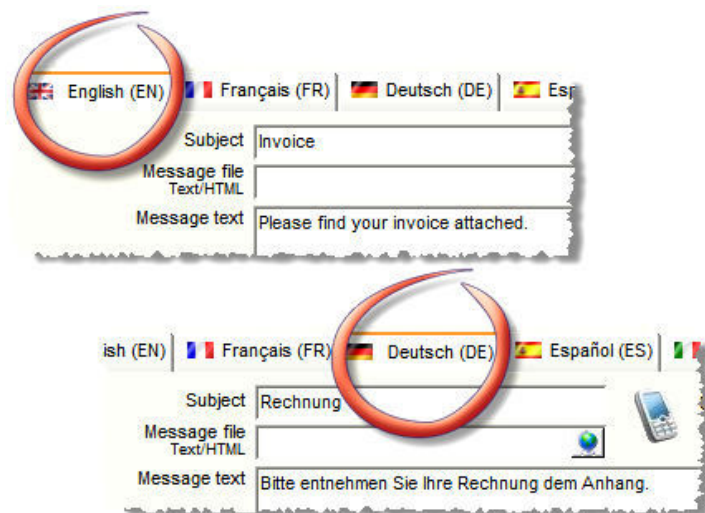 English (EN) Français (FR) Deutsch (DE) Esp
Subject Invoice
Message file
Text/HTML
Message text Please find your invoice attached.
ish (EN) Français (FR) Deutsch (DE) Español (ES)
Subject Rechnung
Message file
Text/HTML
Message text Bitte entnehmen Sie Ihre Rechnung dem Anhang.